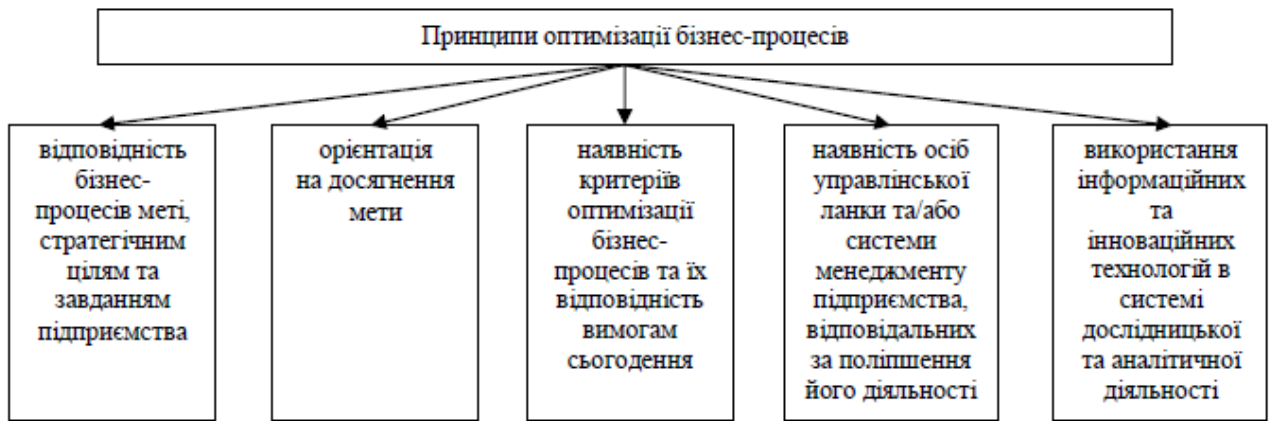 Принципи оптимізації бізнес-процесів
відповідність
бізнес-
процесів меті,
стратегічним
цілям та
завданням
підприємства
орієнтація
на досягнення
мети
наявність
критеріїв
оптимізації
бізнес-
процесів та їх
відповідність
вимогам
сьогодення
наявність осіб
управлінської
ланки та/або
системи
менеджменту
підприємства,
відповідальних
за поліпшення
його діяльності
використання
інформаційних
та
інноваційних
технологій в
системі
дослідницької
та аналітичної
діяльності